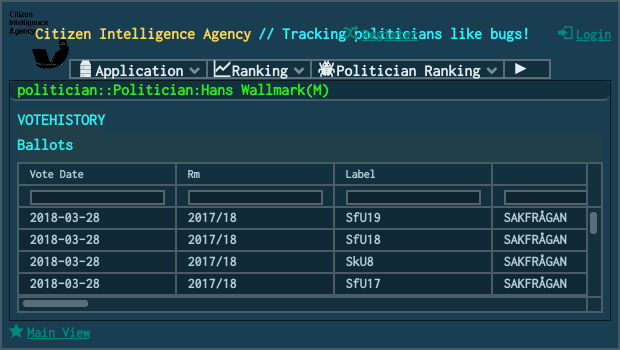 Citizen
Intelligence
Agency
Citizen Intelligence Agency // Tracking politicians like bugs!
Register
Login
Application
Ranking
Politician Ranking
politician::Politician:Hans Wallmark(M)
VOTEHISTORY
Ballots
Vote Date Rm Label
2018-03-28 2017/18 SfU19 SAKFRÅGAN
2018-03-28 2017/18 SfU18 SAKFRÅGAN
2018-03-28 2017/18 SkU8 SAKFRÅGAN
2018-03-28 2017/18 SfU17 SAKFRÅGAN
Main View